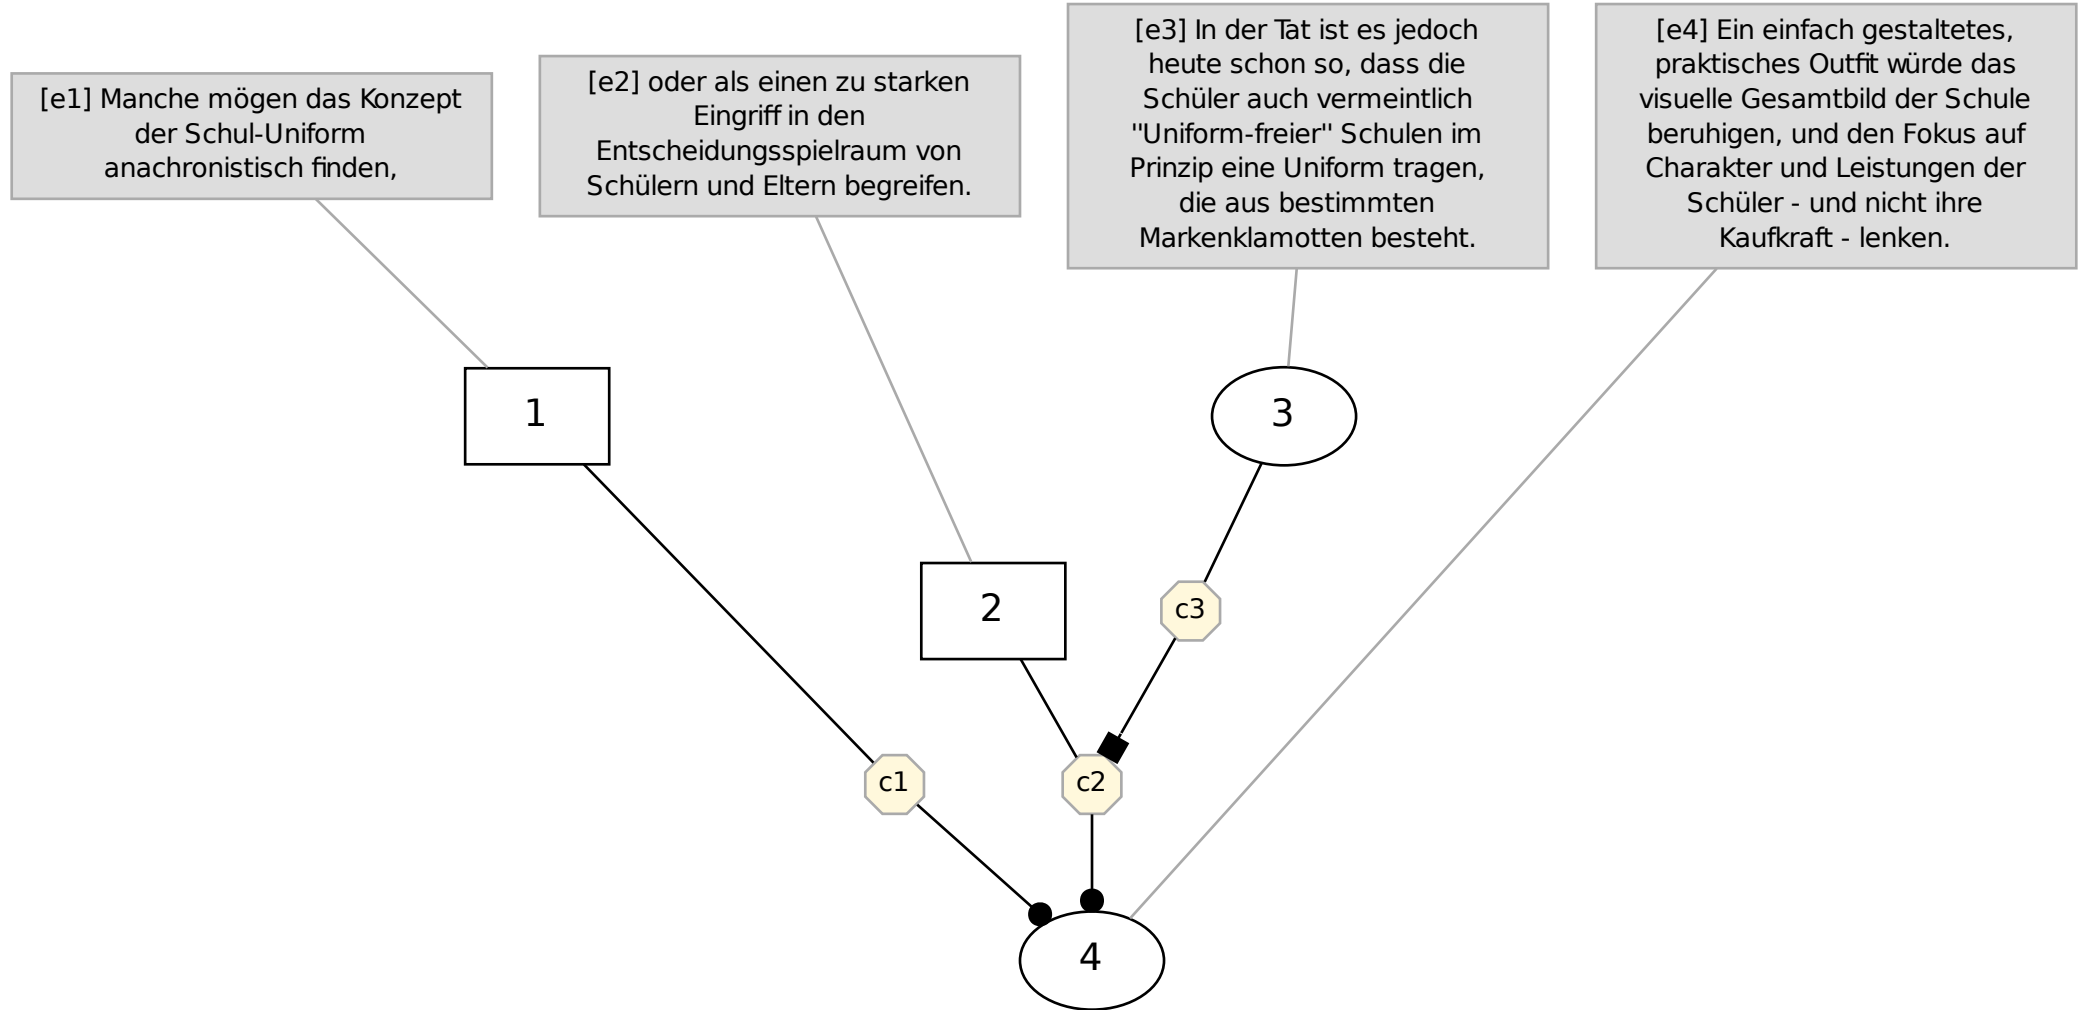 [e1] Manche mögen das Konzept
der Schul-Uniform
anachronistisch finden,
[e2] oder als einen zu starken
Eingriff in den
Entscheidungsspielraum von
Schülern und Eltern begreifen.
[e3] In der Tat ist es jedoch
heute schon so, dass die
Schüler auch vermeintlich
"Uniform-freier" Schulen im
Prinzip eine Uniform tragen,
die aus bestimmten
Markenklamotten besteht.
[e4] Ein einfach gestaltetes,
praktisches Outfit würde das
visuelle Gesamtbild der Schule
beruhigen, und den Fokus auf
Charakter und Leistungen der
Schüler - und nicht ihre
Kaufkraft - lenken.
1
3
2
c3
c1
c2
4